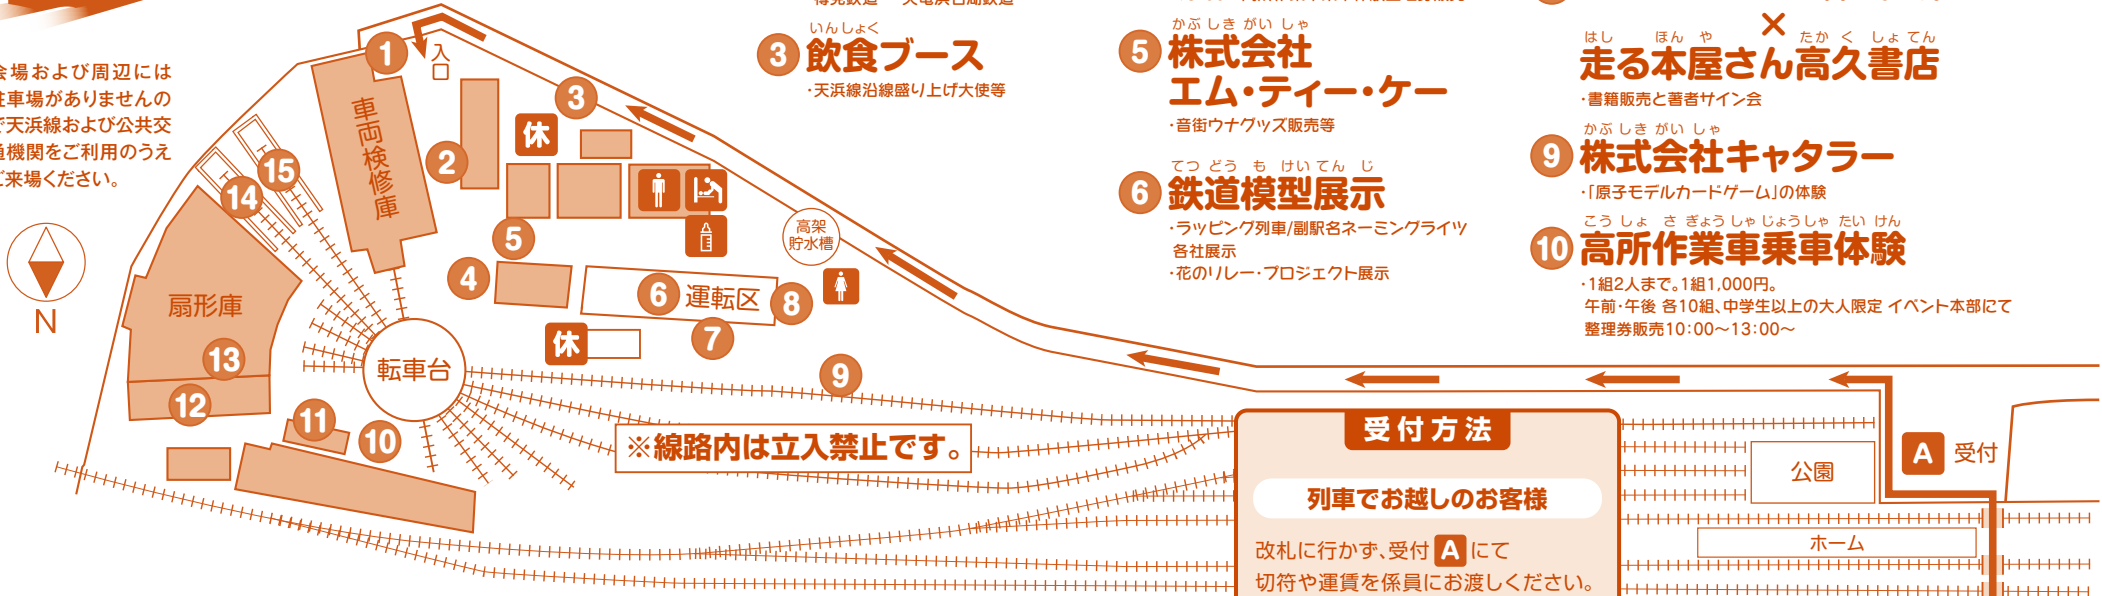 会場および周辺には
駐車場がありませんの
で天浜線および公共交
通機関をご利用のうえ
ご来場ください。
N
1
入口
車両検修庫
2
3
休
15
14
5
4
高架
貯水槽
6
運転区
8
7
休
扇形庫
13
12
11
10
転車台
9
※線路内は立入禁止です。
いんしょく
3 飲食ブース
・天浜線沿線盛り上げ大使等
かぶしきがいしゃ
5 株式会社
エム・ティー・ケー
・音街ウナグッズ販売等
てつどうもけいてんじ
6 鉄道模型展示
・ラッピング列車/副駅名ネーミングライツ
各社展示
・花のリレー・プロジェクト展示
×
はし ほんや たかくしょてん
走る本屋さん高久書店
・書籍販売と著者サイン会
かぶしきがいしゃ
9 株式会社キャタラー
・「原子モデルカードゲーム」の体験
こうしょさぎょうしゃじょうしゃたいけん
10 高所作業車乗車体験
・1組2人まで。1組1,000円。
午前・午後 各10組、中学生以上の大人限定 イベント本部にて
整理券販売10:00～13:00～
受付方法
列車でお越しのお客様
改札に行かず、受付 A にて
切符や運賃を係員にお渡しください。
公園
A 受付
ホーム